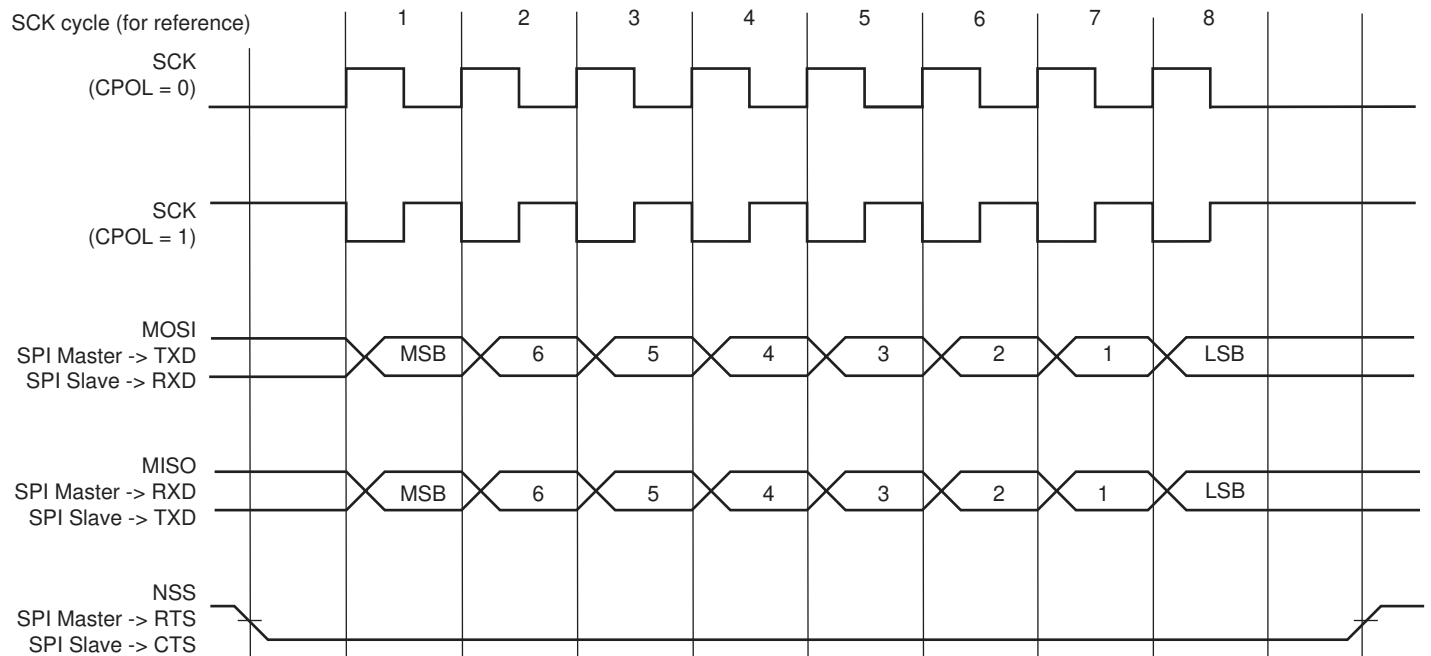 SCK cycle (for reference)
1 2 3 4 5 6 7 8
SCK
(CPOL = 0)
SCK
(CPOL = 1)
MOSI
SPI Master -> TXD
SPI Slave -> RXD
MSB 6 5 4 3 2 1 LSB
MISO
SPI Master -> RXD
SPI Slave -> TXD
MSB 6 5 4 3 2 1 LSB
NSS
SPI Master -> RTS
SPI Slave -> CTS